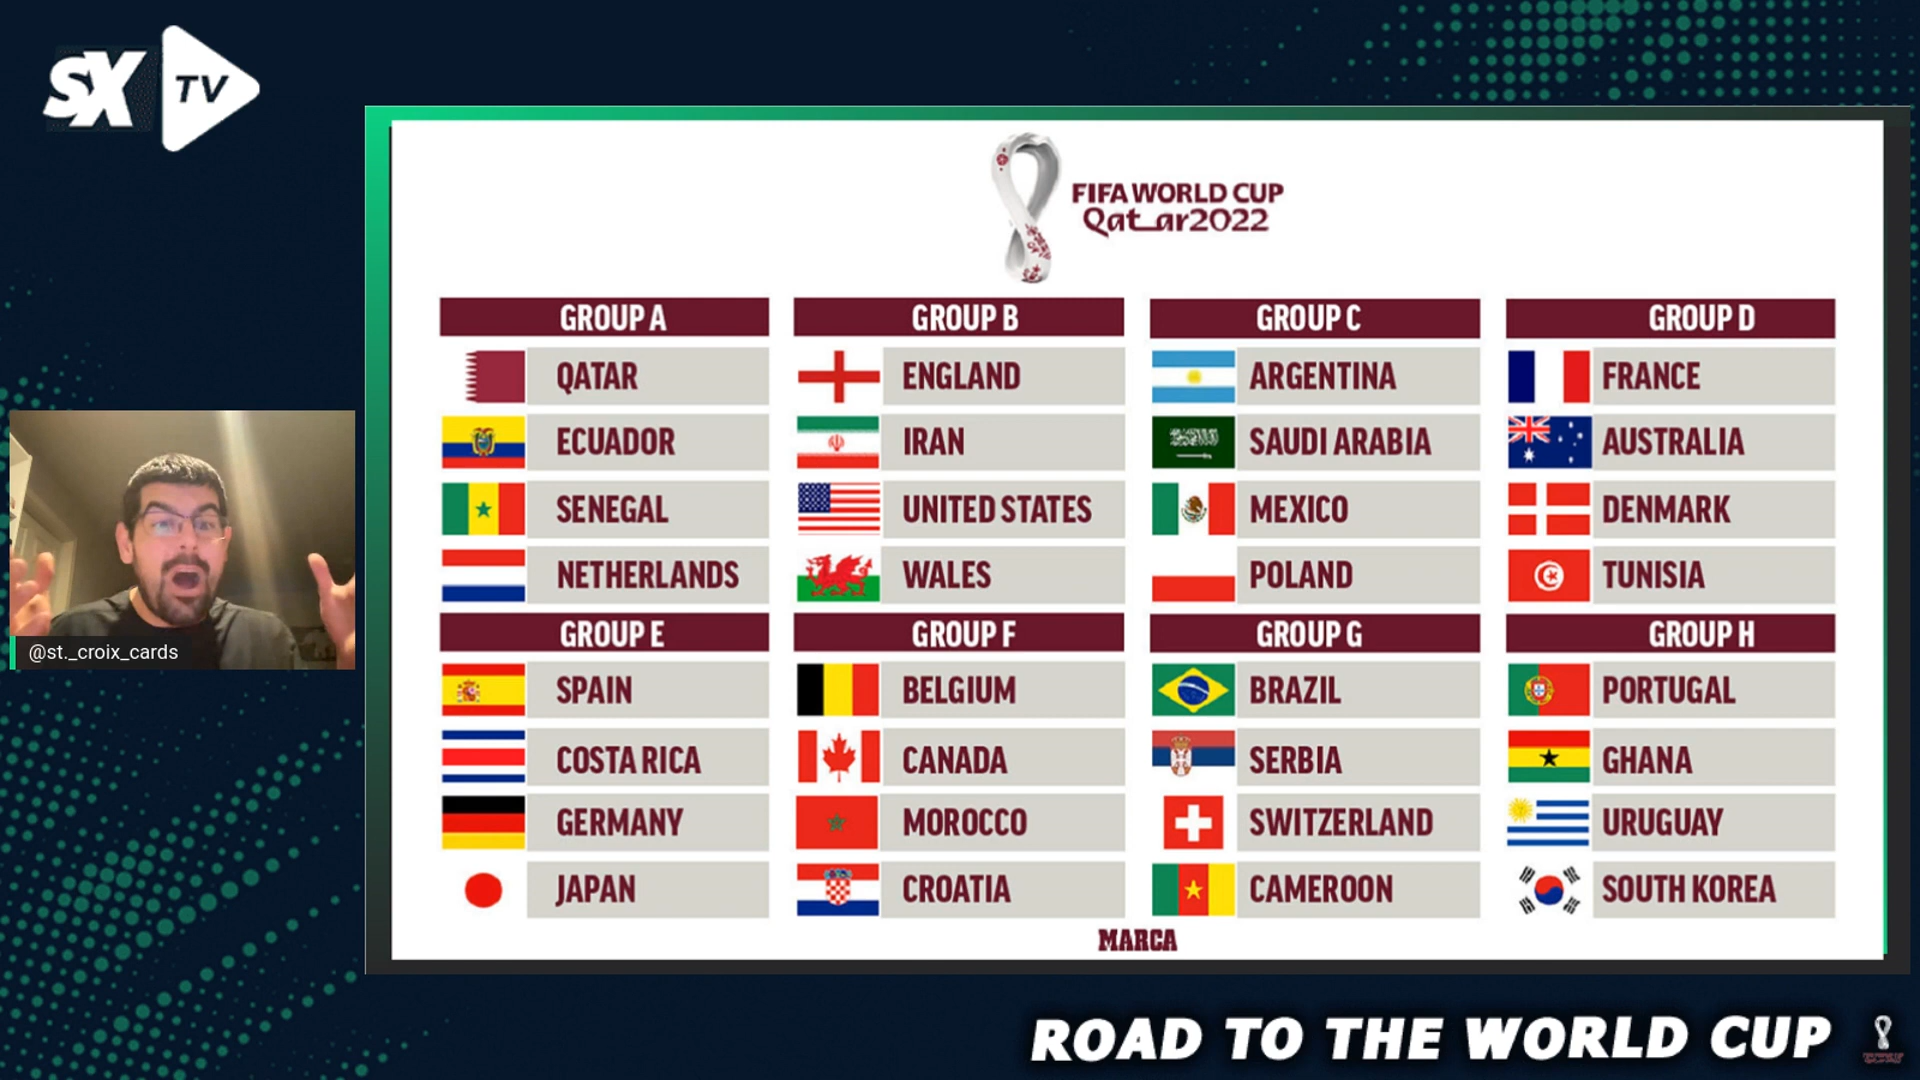 SX TV
FIFA WORLD CUP
Qatar2022
GROUP A
QATAR
ECUADOR
SENEGAL
NETHERLANDS
GROUP B
ENGLAND
IRAN
UNITED STATES
WALES
GROUP C
ARGENTINA
SAUDI ARABIA
MEXICO
POLAND
GROUP D
FRANCE
AUSTRALIA
DENMARK
TUNISIA
GROUP E
SPAIN
COSTA RICA
GERMANY
JAPAN
GROUP F
BELGIUM
CANADA
MOROCCO
CROATIA
GROUP G
BRAZIL
SERBIA
SWITZERLAND
CAMEROON
GROUP H
PORTUGAL
GHANA
URUGUAY
SOUTH KOREA
MARCA
@st._croix_cards
ROAD TO THE WORLD CUP